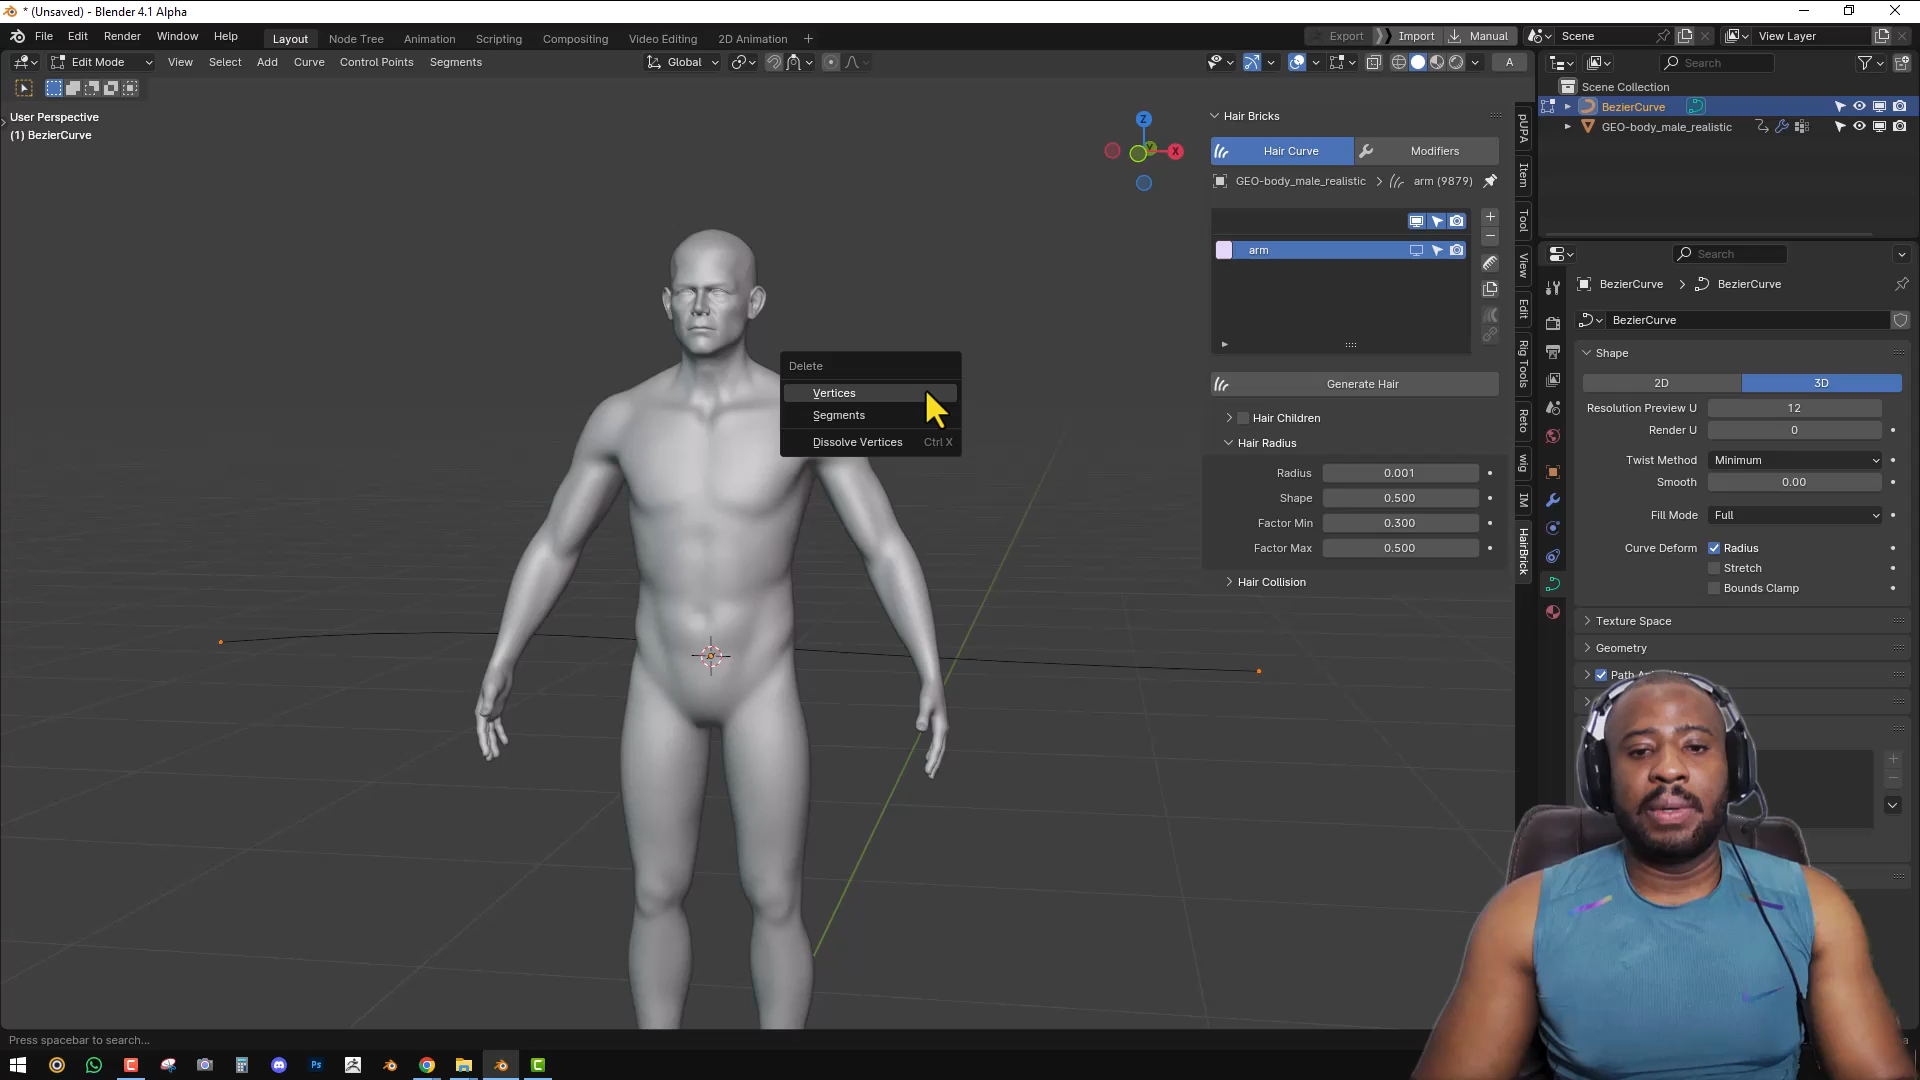 * (Unsaved) - Blender 4.1 Alpha
File Edit Render Window Help
Layout Node Tree Animation Scripting Compositing Video Editing 2D Animation +
Export Import Manual Scene View Layer
Edit Mode View Select Add Curve Control Points Segments
Global
A
Search
User Perspective
(1) BezierCurve
Z
X
Hair Bricks
Hair Curve Modifiers
GEO-body_male_realistic > arm (9879)
arm
Generate Hair
Hair Children
Hair Radius
Radius 0.001
Shape 0.500
Factor Min 0.300
Factor Max 0.500
Hair Collision
pUPA
Item
Tool
View
Edit
Rig Tools
Reto
wig
IM
HairBrick
Delete
Vertices
Segments
Dissolve Vertices Ctrl X
Scene Collection
BezierCurve
GEO-body_male_realistic
Search
BezierCurve > BezierCurve
BezierCurve
Shape
2D 3D
Resolution Preview U 12
Render U 0
Twist Method Minimum
Smooth 0.00
Fill Mode Full
Curve Deform Radius
Stretch
Bounds Clamp
Texture Space
Geometry
Press spacebar to search...
Ps